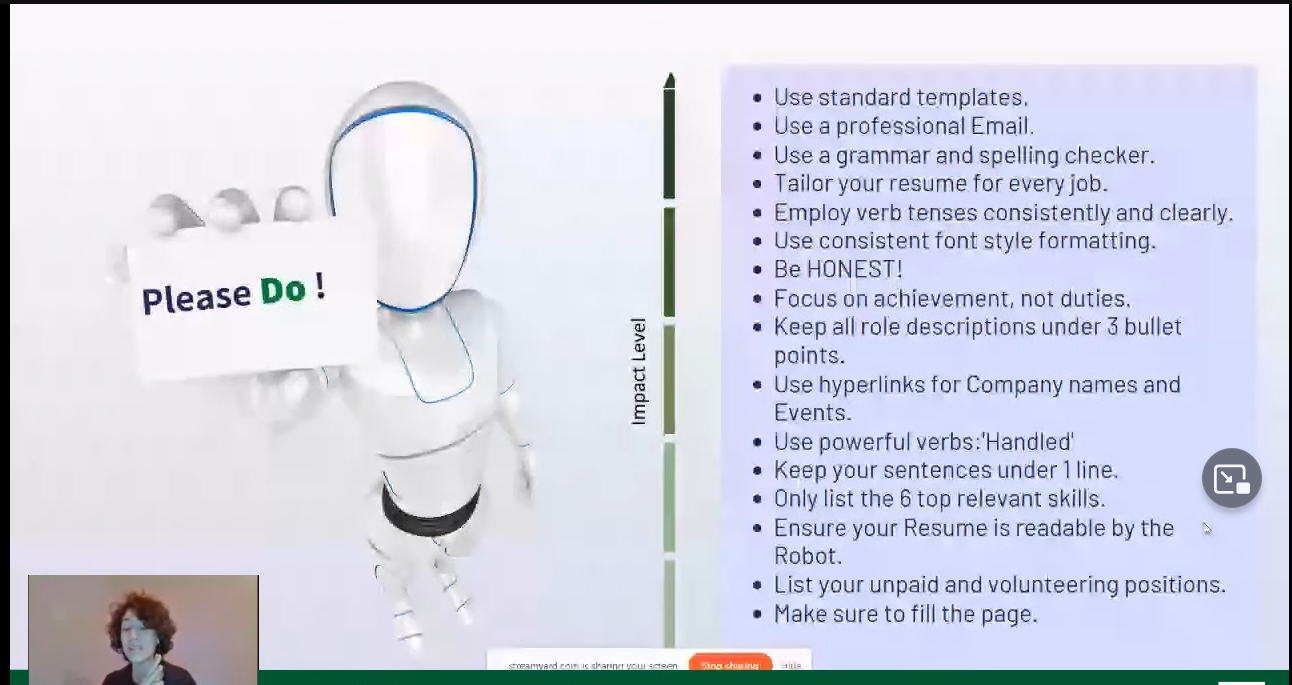 Please Do !
Impact Level
Use standard templates.
Use a professional Email.
Use a grammar and spelling checker.
Tailor your resume for every job.
Employ verb tenses consistently and clearly.
Use consistent font style formatting.
Be HONEST!
Focus on achievement, not duties.
Keep all role descriptions under 3 bullet
points.
Use hyperlinks for Company names and
Events.
Use powerful verbs:'Handled'
Keep your sentences under 1 line.
Only list the 6 top relevant skills.
Ensure your Resume is readable by the
Robot.
List your unpaid and volunteering positions.
Make sure to fill the page.
streamyard.com is sharing your screen.
Stop sharing